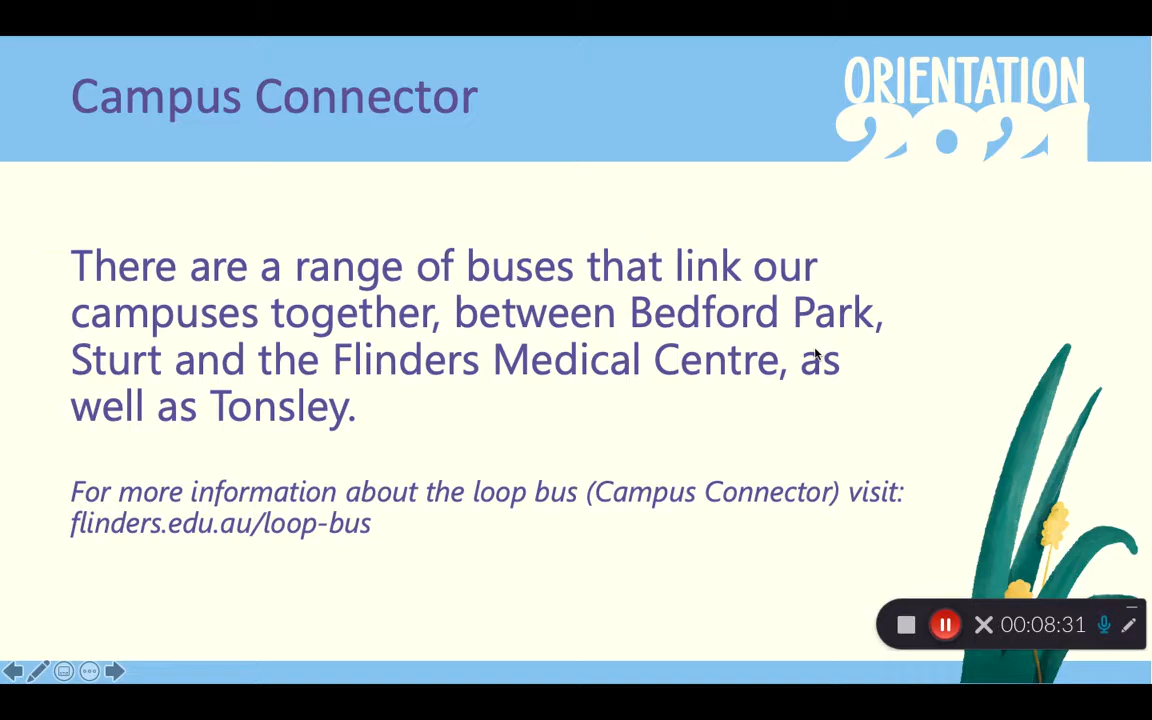 Campus Connector
ORIENTATION
2021
There are a range of buses that link our
campuses together, between Bedford Park,
Sturt and the Flinders Medical Centre, as
well as Tonsley.
For more information about the loop bus (Campus Connector) visit:
flinders.edu.au/loop-bus
00:08:31